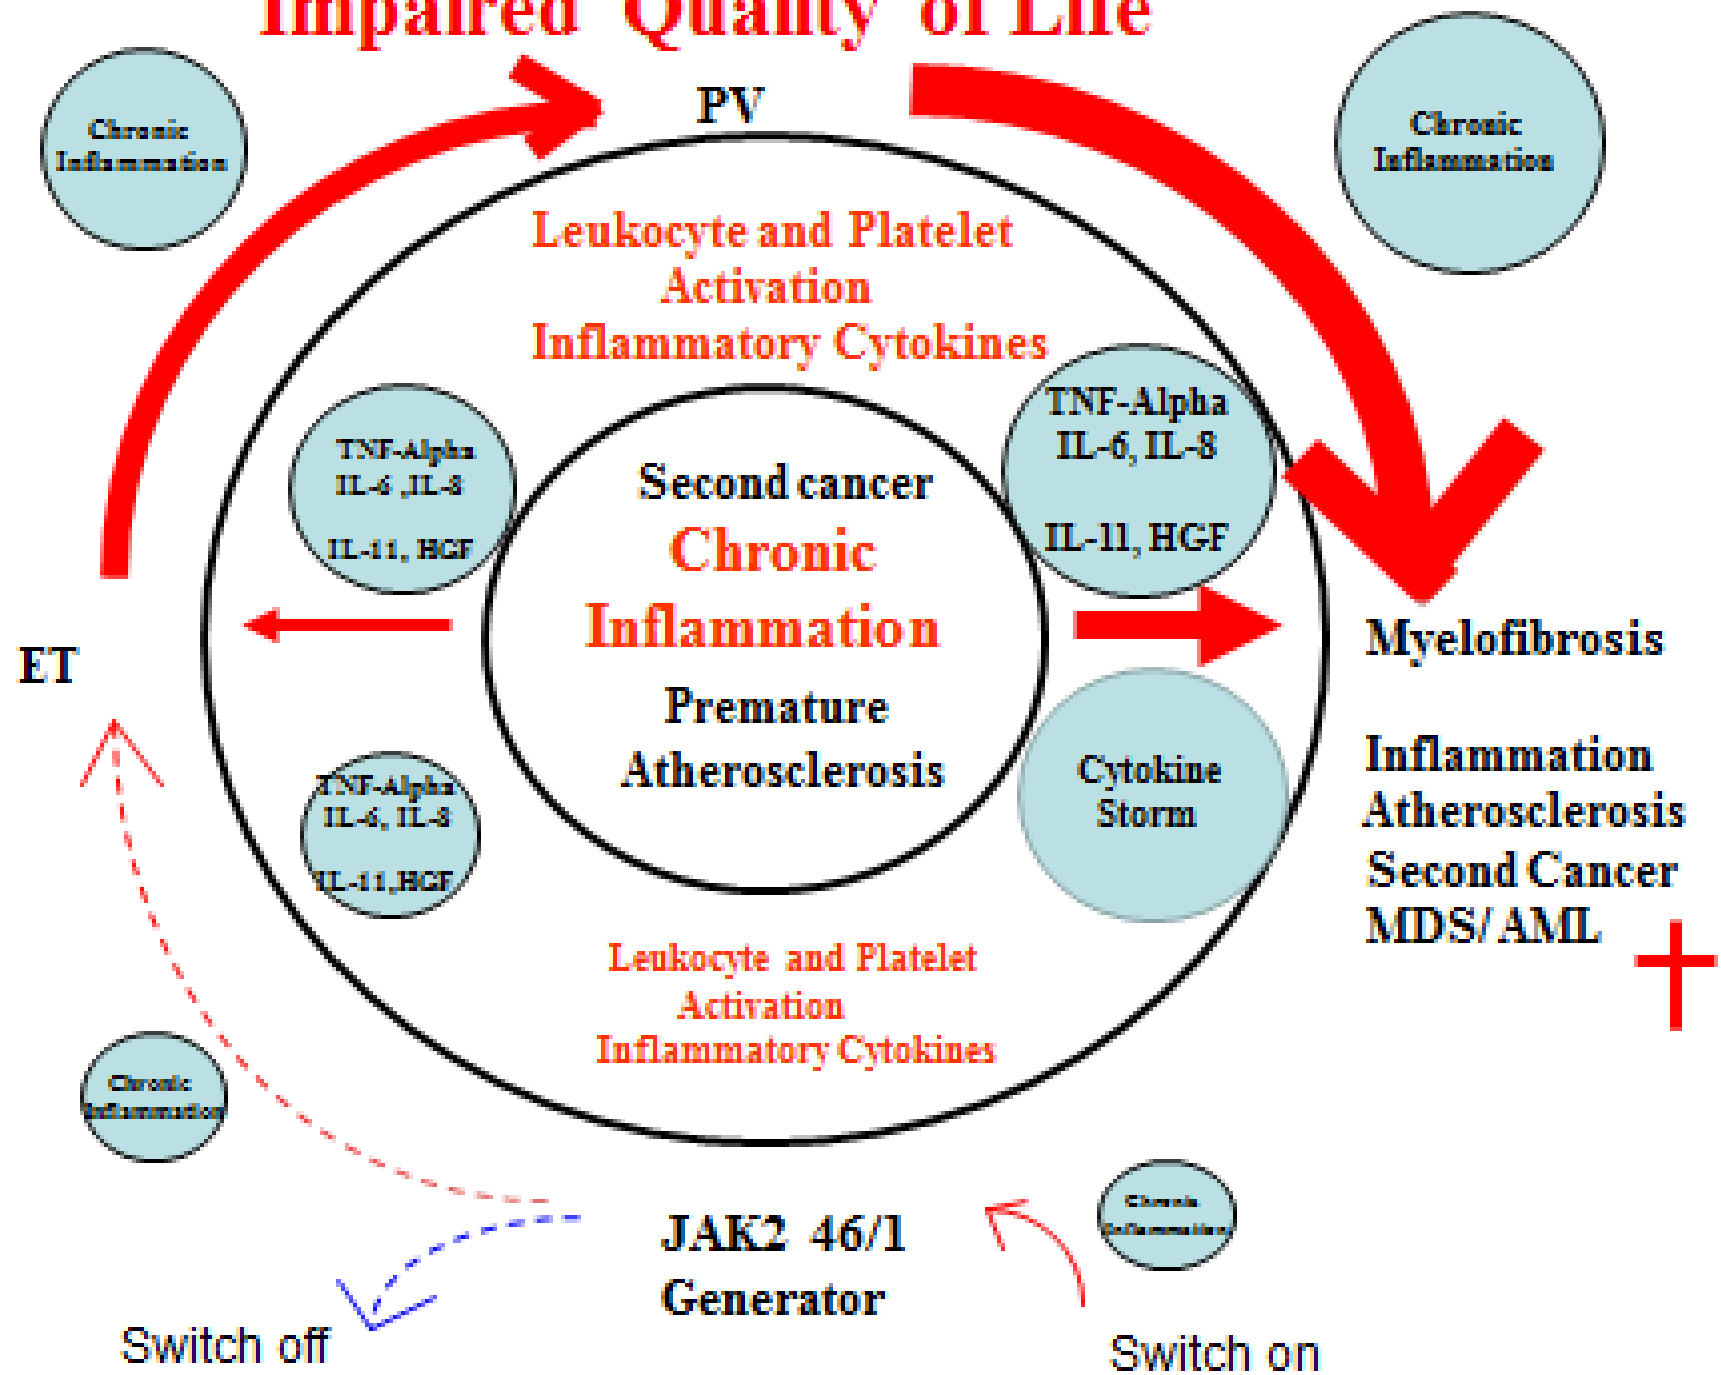 Impaired Quality of Life
PV
Chronic
Inflammation
Chronic
Inflammation
Leukocyte and Platelet
Activation
Inflammatory Cytokines
TNF-Alpha
IL-6 ,IL-8
IL-11, HGF
TNF-Alpha
IL-6, IL-8
IL-11, HGF
Second cancer
Chronic
Inflammation
Premature
Atherosclerosis
ET
Myelofibrosis
Inflammation
Atherosclerosis
Second Cancer
MDS/ AML
TNF-Alpha
IL-6, IL-8
IL-11,HGF
Cytokine
Storm
Leukocyte and Platelet
Activation
Inflammatory Cytokines
Chronic
Inflammation
Chronic
Inflammation
JAK2 46/1
Generator
Switch off
Switch on